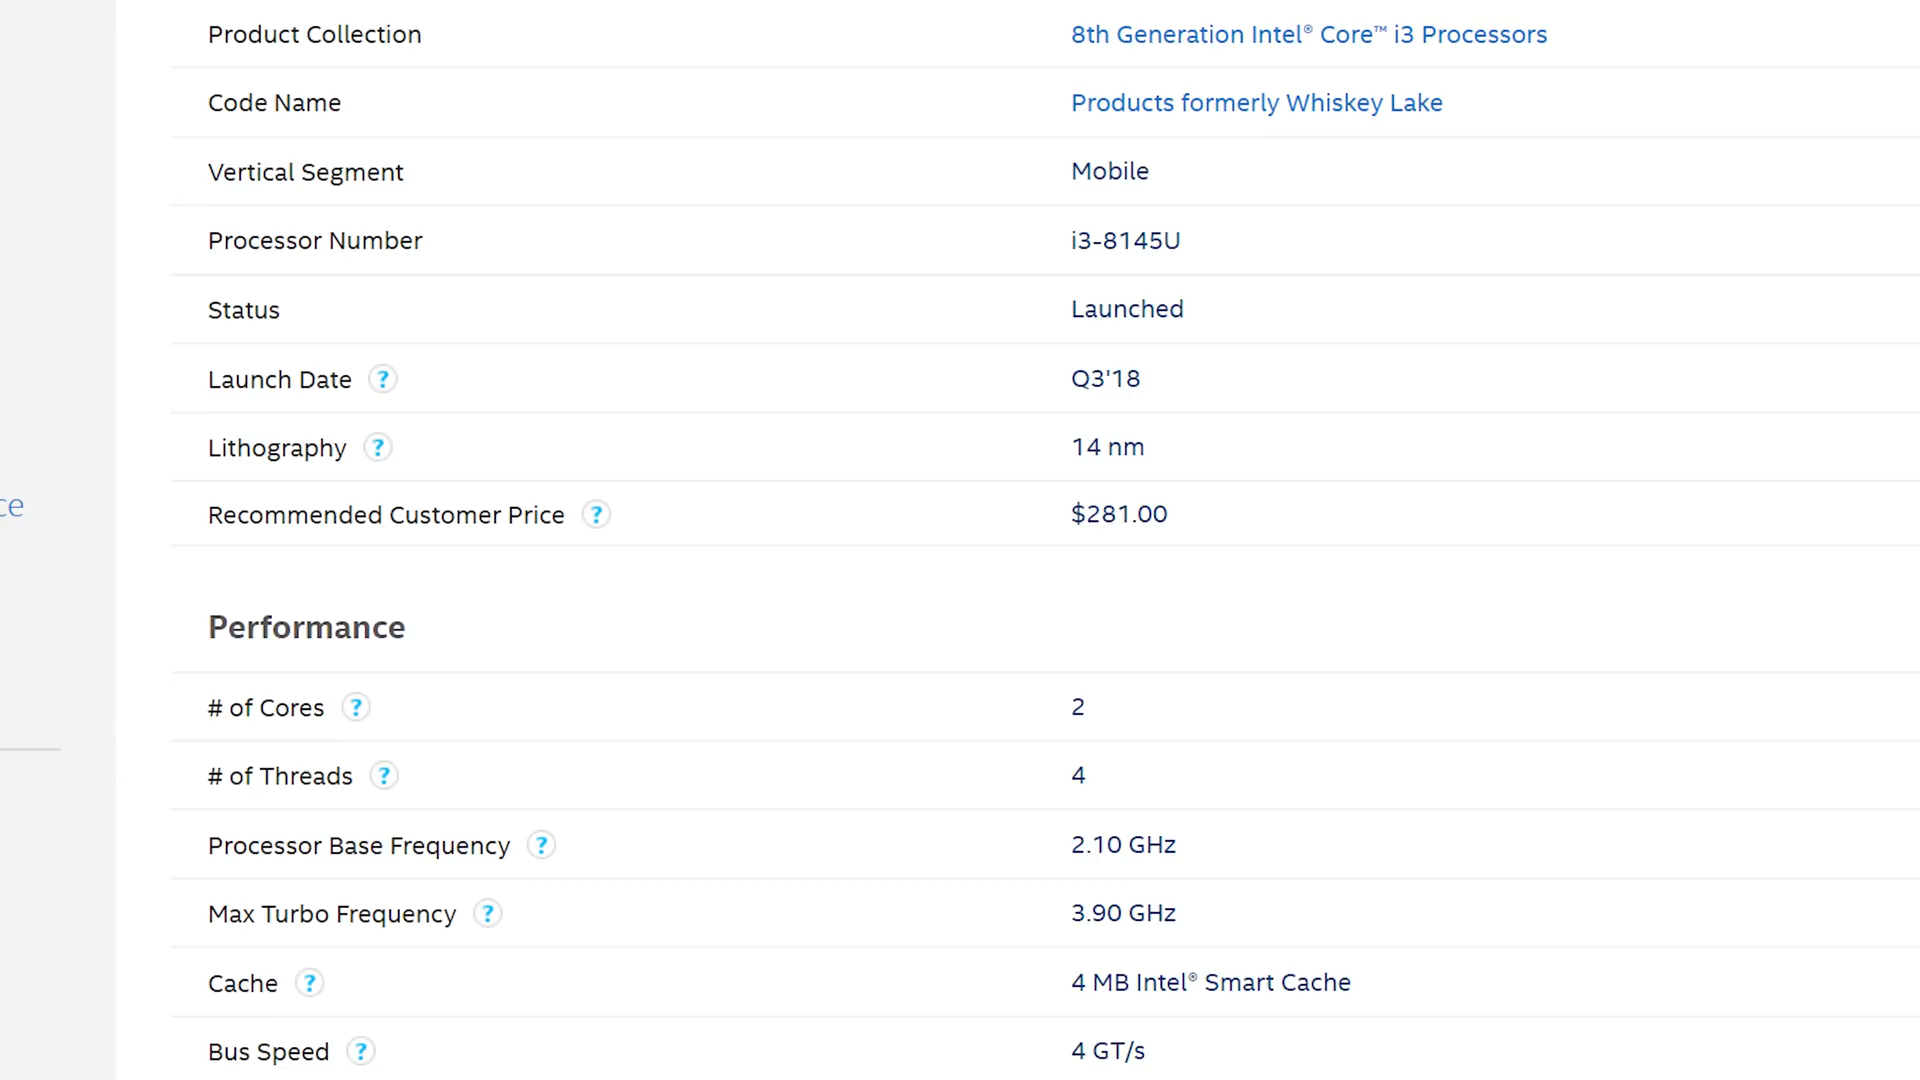 Product Collection 8th Generation Intel® Core™ i3 Processors
Code Name Products formerly Whiskey Lake
Vertical Segment Mobile
Processor Number i3-8145U
Status Launched
Launch Date ? Q3'18
Lithography ? 14 nm
ce
Recommended Customer Price ? $281.00
Performance
# of Cores ? 2
# of Threads ? 4
Processor Base Frequency ? 2.10 GHz
Max Turbo Frequency ? 3.90 GHz
Cache ? 4 MB Intel® Smart Cache
Bus Speed ? 4 GT/s